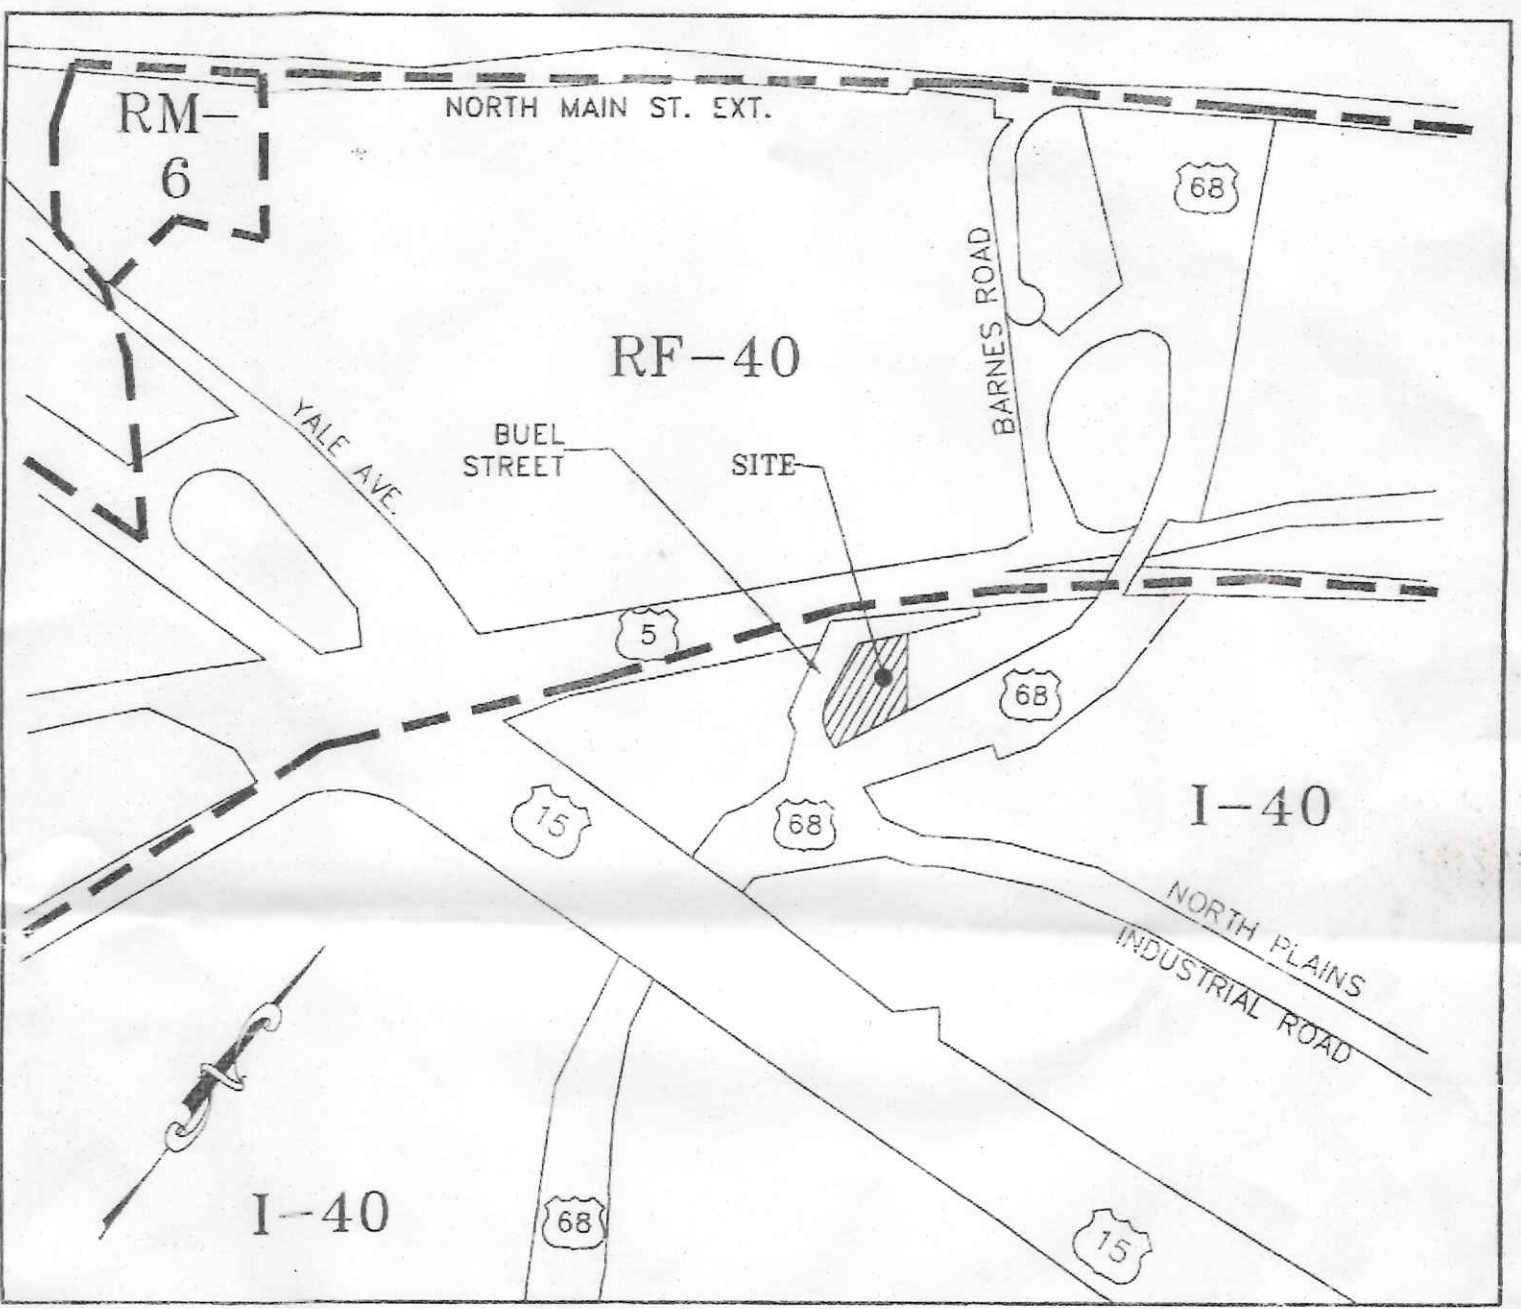 RM-
6
NORTH MAIN ST. EXT.
68
BARNES ROAD
RF-40
YALE AVE.
BUEL
STREET
SITE
5
68
15
68
I-40
NORTH PLAINS
INDUSTRIAL ROAD
I-40
68
15